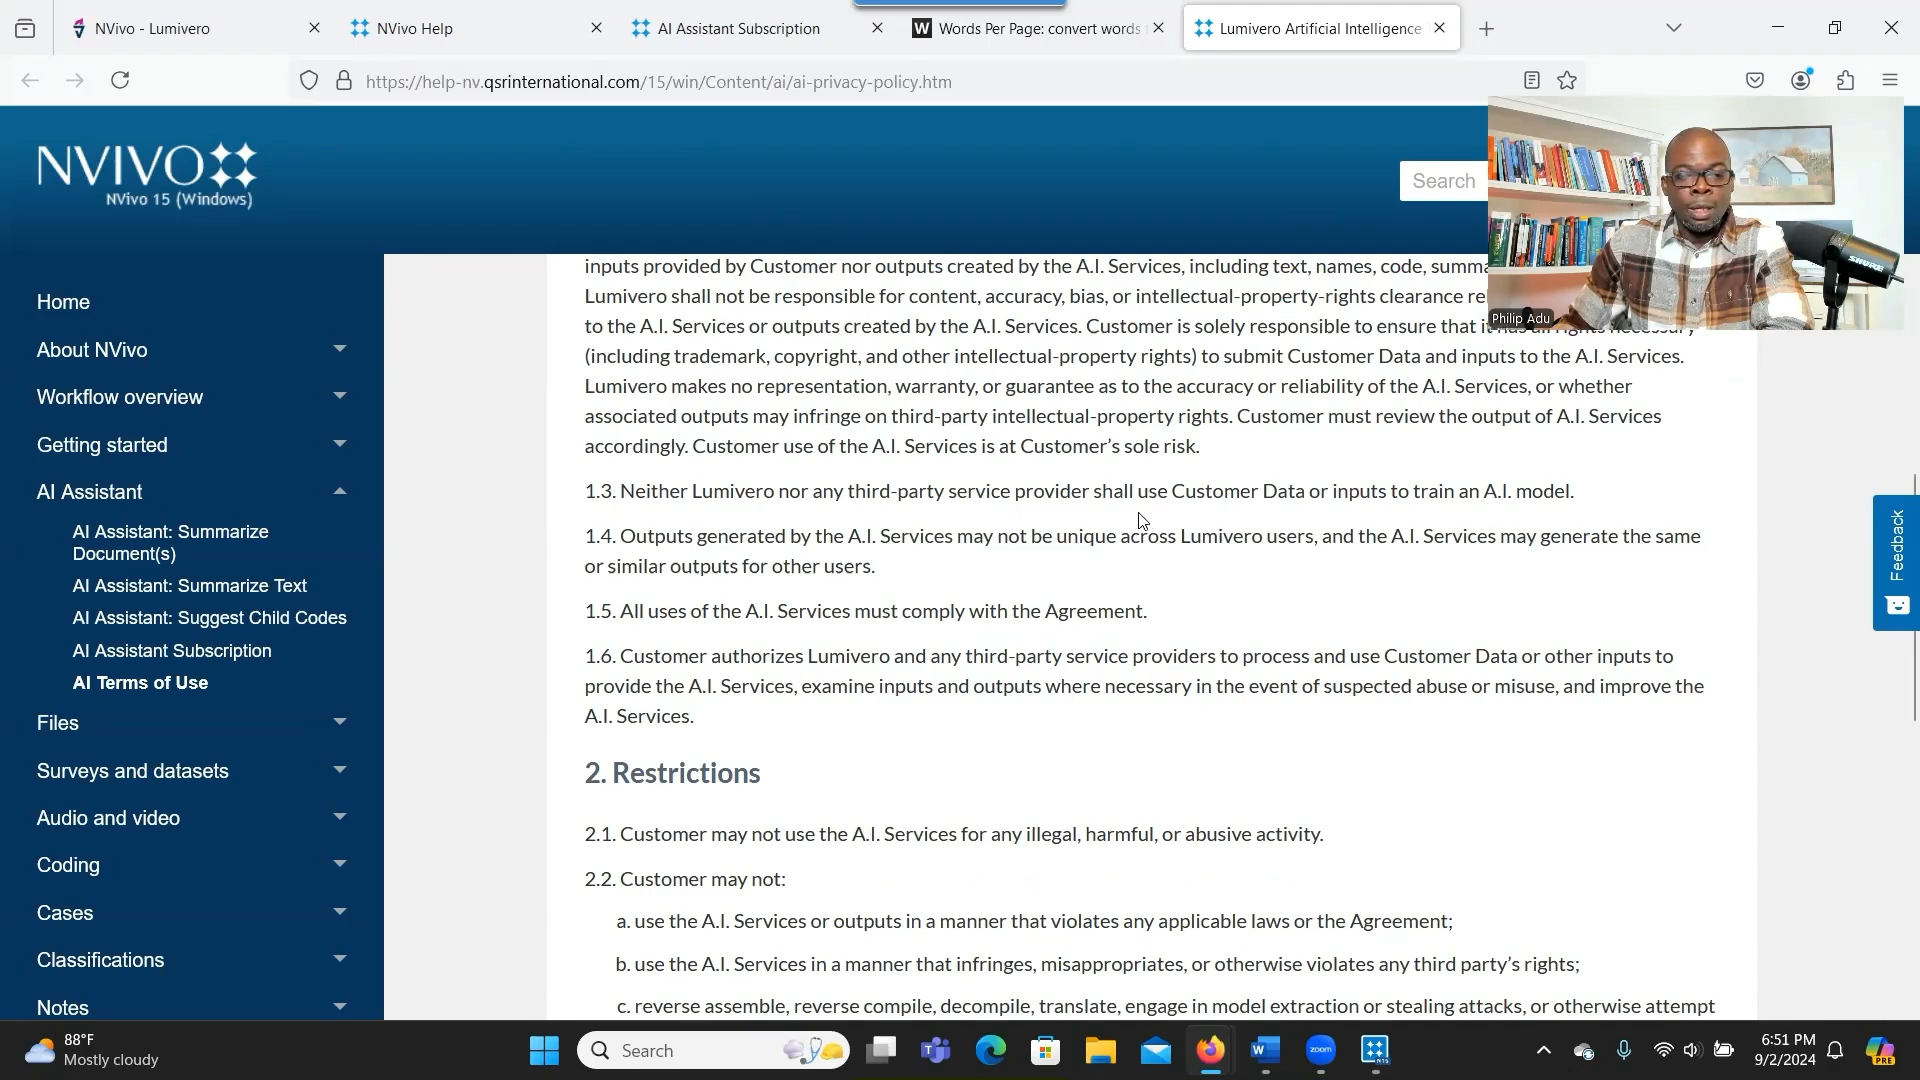 NVivo - Lumivero
NVivo Help
AI Assistant Subscription
W Words Per Page: convert words
Lumivero Artificial Intelligence
https://help-nv.qsrinternational.com/15/win/Content/ai/ai-privacy-policy.htm
NVIVO
NVivo 15 (Windows)
Search
SHURE
Philip Adu
Home
About NVivo
Workflow overview
Getting started
AI Assistant
AI Assistant: Summarize
Document(s)
AI Assistant: Summarize Text
AI Assistant: Suggest Child Codes
AI Assistant Subscription
AI Terms of Use
Files
Surveys and datasets
Audio and video
Coding
Cases
Classifications
Notes
inputs provided by Customer nor outputs created by the A.I. Services, including text, names, code,
Lumivero shall not be responsible for content, accuracy, bias, or intellectual-property-rights clearance
to the A.I. Services or outputs created by the A.I. Services. Customer is solely responsible to ensure that it has all rights necessary
(including trademark, copyright, and other intellectual-property rights) to submit Customer Data and inputs to the A.I. Services.
Lumivero makes no representation, warranty, or guarantee as to the accuracy or reliability of the A.I. Services, or whether
associated outputs may infringe on third-party intellectual-property rights. Customer must review the output of A.I. Services
accordingly. Customer use of the A.I. Services is at Customer’s sole risk.
1.3. Neither Lumivero nor any third-party service provider shall use Customer Data or inputs to train an A.I. model.
1.4. Outputs generated by the A.I. Services may not be unique across Lumivero users, and the A.I. Services may generate the same
or similar outputs for other users.
1.5. All uses of the A.I. Services must comply with the Agreement.
1.6. Customer authorizes Lumivero and any third-party service providers to process and use Customer Data or other inputs to
provide the A.I. Services, examine inputs and outputs where necessary in the event of suspected abuse or misuse, and improve the
A.I. Services.
2. Restrictions
2.1. Customer may not use the A.I. Services for any illegal, harmful, or abusive activity.
2.2. Customer may not:
a. use the A.I. Services or outputs in a manner that violates any applicable laws or the Agreement;
b. use the A.I. Services in a manner that infringes, misappropriates, or otherwise violates any third party’s rights;
c. reverse assemble, reverse compile, decompile, translate, engage in model extraction or stealing attacks, or otherwise attempt
Feedback
88°F
Mostly cloudy
Search
zoom
6:51 PM
9/2/2024
PRE